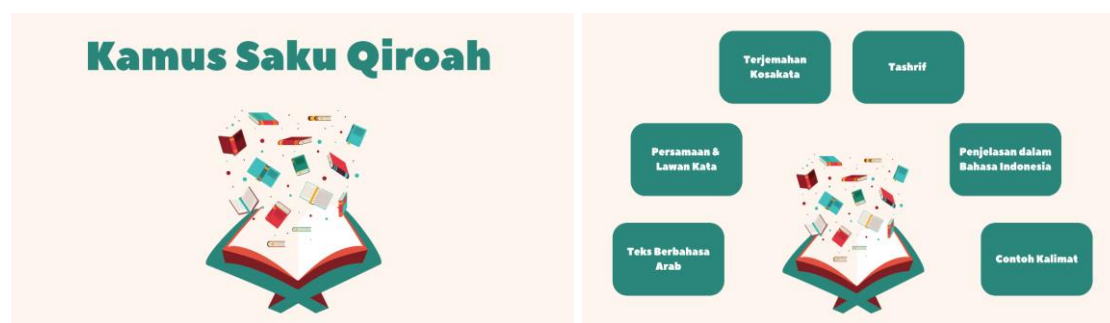 Kamus Saku Qiroah
Terjemahan
Kosakata
Tashrif
Persamaan &
Lawan Kata
Penjelasan dalam
Bahasa Indonesia
Teks Berbahasa
Arab
Contoh Kalimat